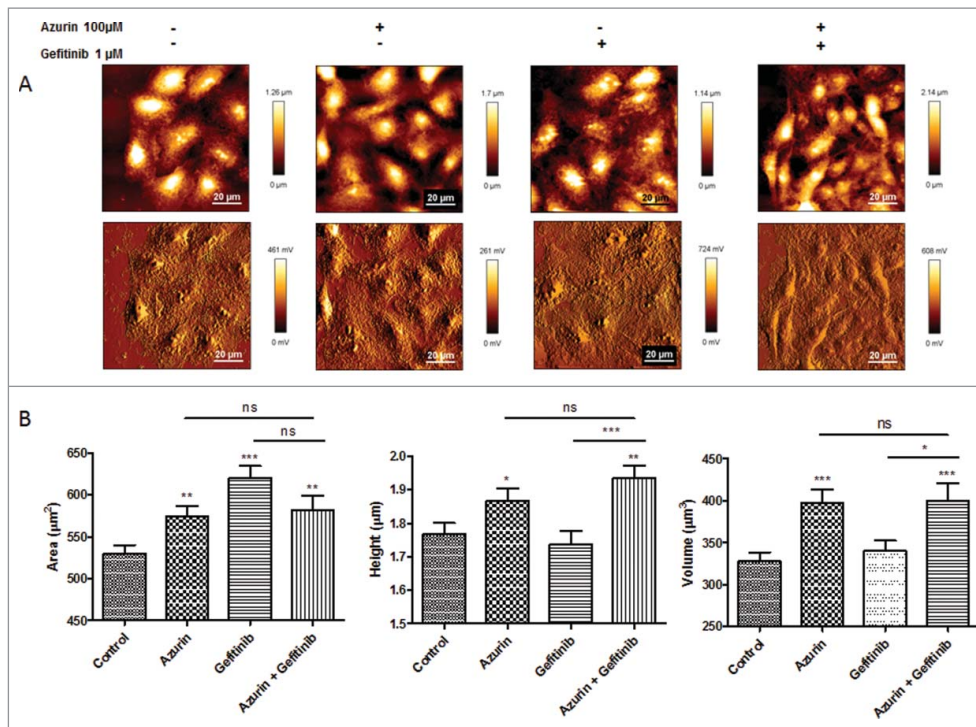 Azurin 100µM - + - +
Gefitinib 1 µM - - + +
A
1.26 µm 1.7 µm 1.14 µm 2.14 µm
0 µm 0 µm 0 µm 0 µm
20 µm 20 µm 20 µm 20 µm
461 mV 261 mV 724 mV 608 mV
0 mV 0 mV 0 mV 0 mV
20 µm 20 µm 20 µm 20 µm
B
ns
ns
Area (µm²)
650
600
550
500
450
** *** **
Control Azurin Gefitinib Azurin + Gefitinib
ns
***
Height (µm)
2.0
1.9
1.8
1.7
1.6
1.5
* **
Control Azurin Gefitinib Azurin + Gefitinib
ns
*
Volume (µm³)
450
400
350
300
250
*** ***
Control Azurin Gefitinib Azurin + Gefitinib